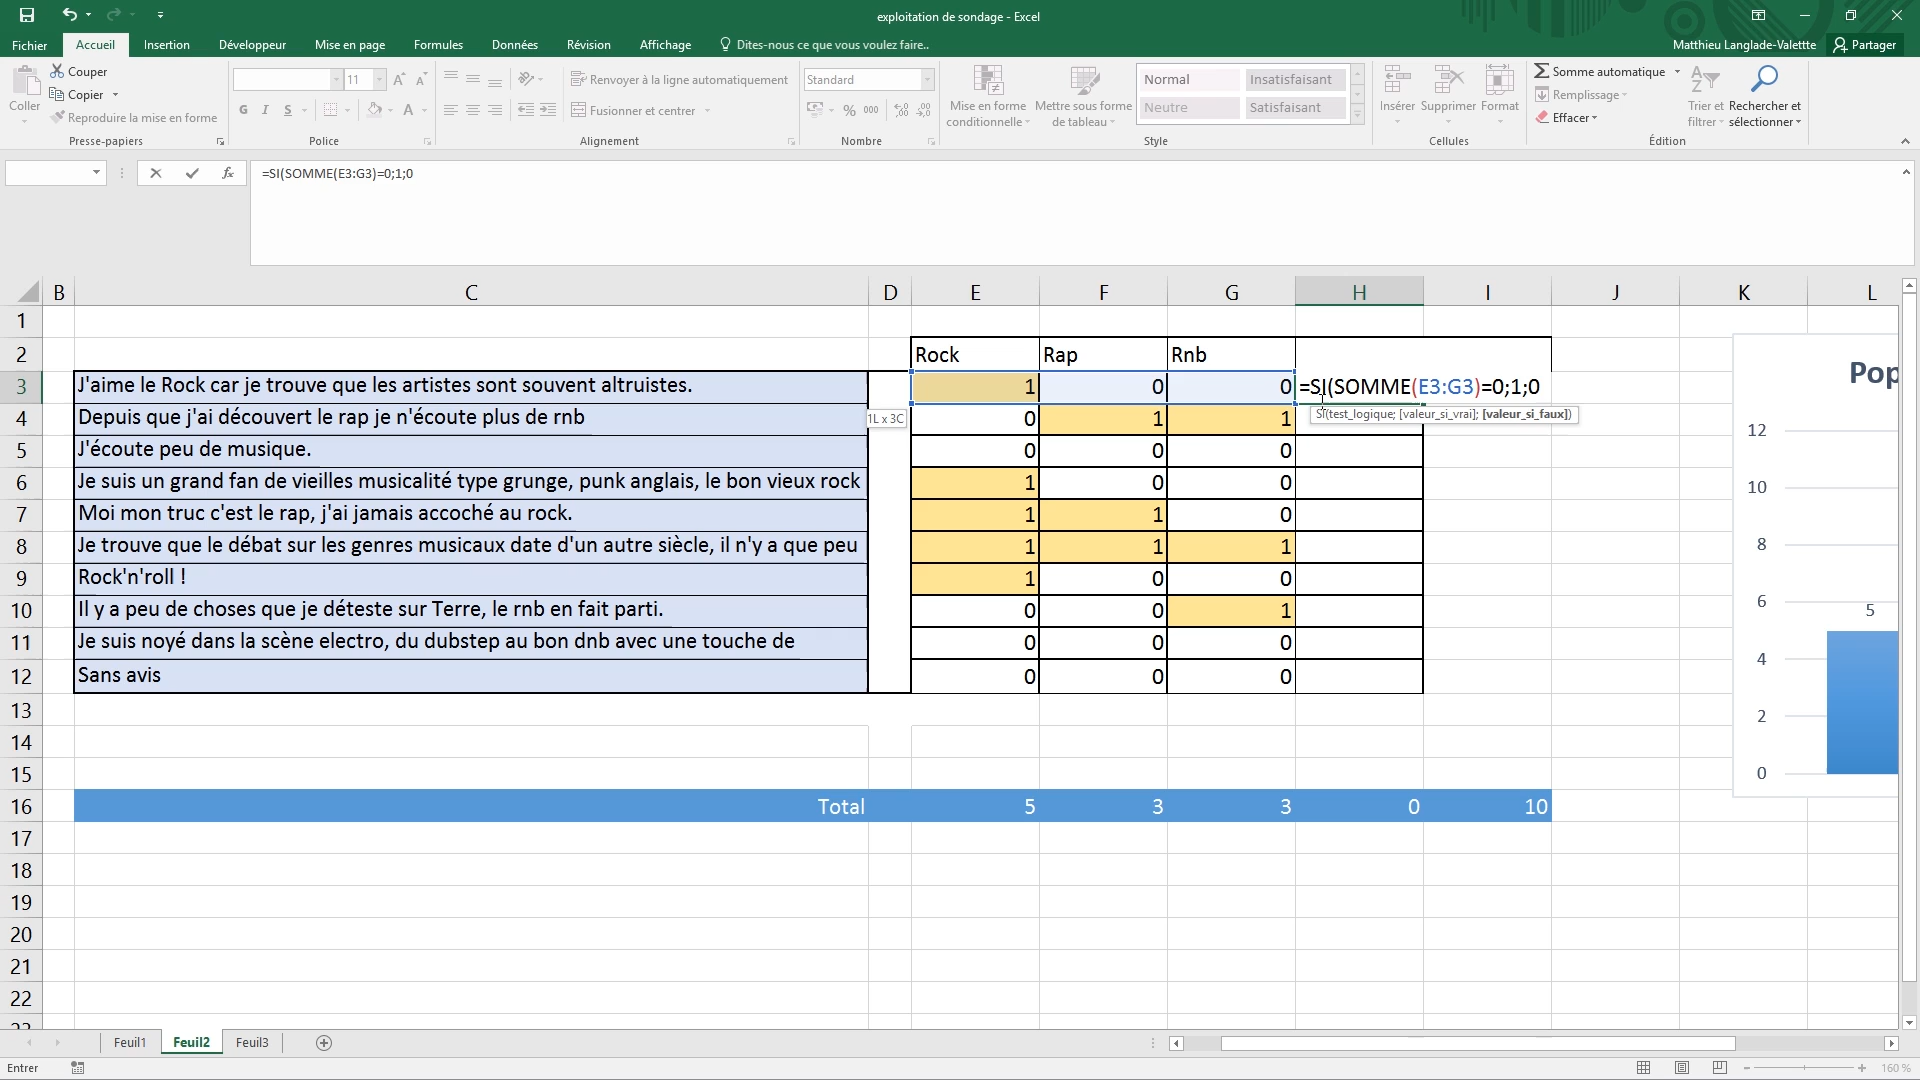 exploitation de sondage - Excel
Fichier Accueil Insertion Développeur Mise en page Formules Données Révision Affichage Dites-nous ce que vous voulez faire.. Matthieu Langlade-Valettte Partager
Coller
Couper
Copier
Reproduire la mise en forme
Presse-papiers
11
G I S
Police
Renvoyer à la ligne automatiquement
Fusionner et centrer
Alignement
Standard
% 000
Nombre
Mise en forme conditionnelle
Mettre sous forme de tableau
Normal Insatisfaisant
Neutre Satisfaisant
Style
Insérer Supprimer Format
Cellules
Somme automatique
Remplissage
Effacer
Trier et filtrer
Rechercher et sélectionner
Édition
fx =SI(SOMME(E3:G3)=0;1;0
B C D E F G H I J K L
1
2 Rock Rap Rnb
3 J'aime le Rock car je trouve que les artistes sont souvent altruistes. 1 0 0 =SI(SOMME(E3:G3)=0;1;0
SI(test_logique; [valeur_si_vrai]; [valeur_si_faux])
4 Depuis que j'ai découvert le rap je n'écoute plus de rnb 1L x 3C 0 1 1
5 J'écoute peu de musique. 0 0 0
6 Je suis un grand fan de vieilles musicalité type grunge, punk anglais, le bon vieux rock 1 0 0
7 Moi mon truc c'est le rap, j'ai jamais accoché au rock. 1 1 0
8 Je trouve que le débat sur les genres musicaux date d'un autre siècle, il n'y a que peu 1 1 1
9 Rock'n'roll ! 1 0 0
10 Il y a peu de choses que je déteste sur Terre, le rnb en fait parti. 0 0 1
11 Je suis noyé dans la scène electro, du dubstep au bon dnb avec une touche de 0 0 0
12 Sans avis 0 0 0
13
14
15
16 Total 5 3 3 0 10
17
18
19
20
21
22
Pop
12
10
8
6
5
4
2
0
Feuil1 Feuil2 Feuil3
Entrer 160 %